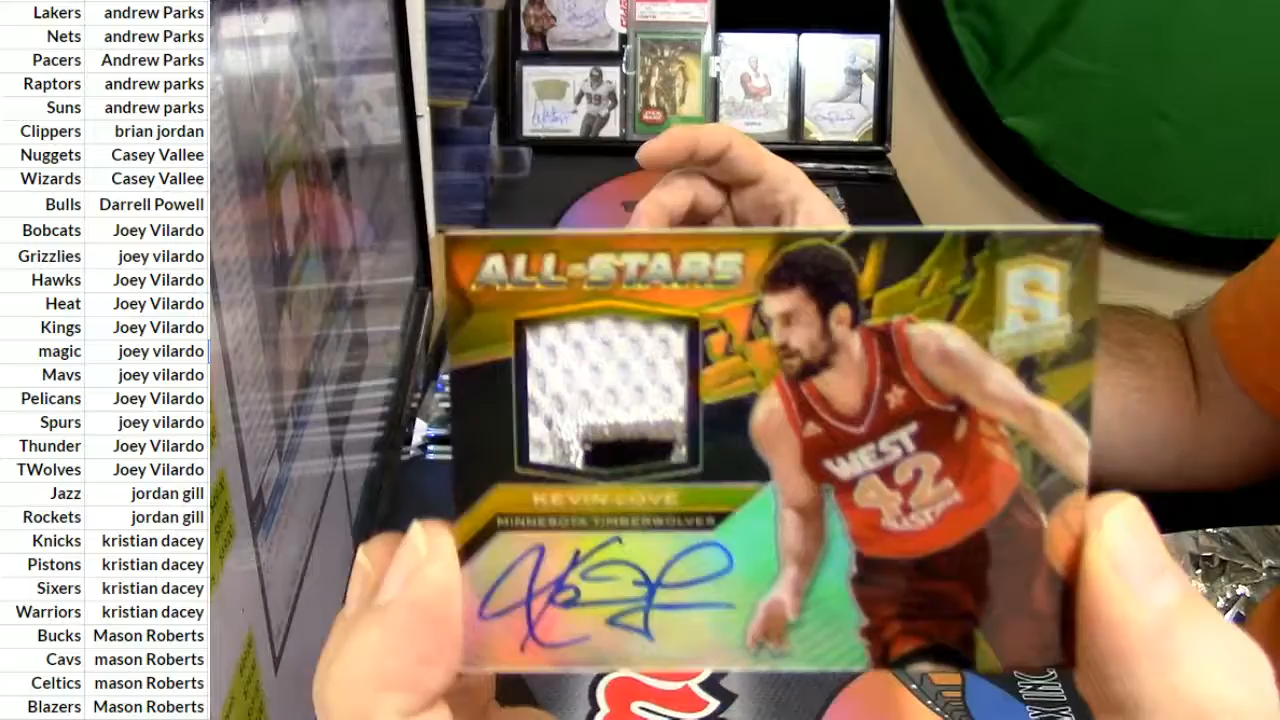 Lakers andrew Parks
Nets andrew Parks
Pacers Andrew Parks
Raptors andrew parks
Suns andrew parks
Clippers brian jordan
Nuggets Casey Vallee
Wizards Casey Vallee
Bulls Darrell Powell
Bobcats Joey Vilardo
Grizzlies joey vilardo
Hawks Joey Vilardo
Heat Joey Vilardo
Kings Joey Vilardo
magic joey vilardo
Mavs joey vilardo
Pelicans Joey Vilardo
Spurs joey vilardo
Thunder Joey Vilardo
TWolves Joey Vilardo
Jazz jordan gill
Rockets jordan gill
Knicks kristian dacey
Pistons kristian dacey
Sixers kristian dacey
Warriors kristian dacey
Bucks Mason Roberts
Cavs mason Roberts
Celtics mason Roberts
Blazers Mason Roberts
ALL-STARS
S
KEVIN LOVE
MINNESOTA TIMBERWOLVES
WEST
42
99
INC.